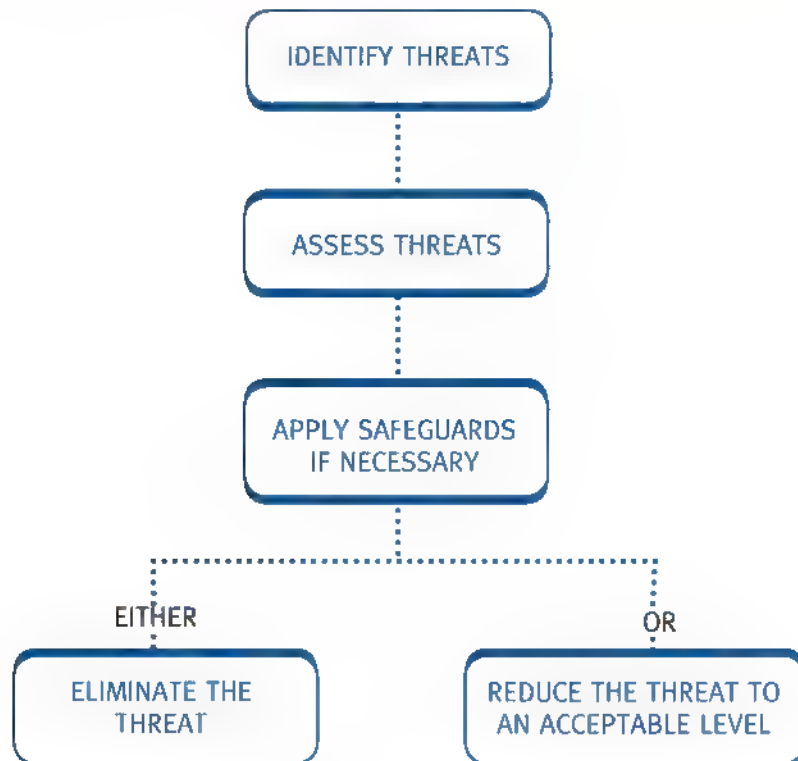 IDENTIFY THREATS
ASSESS THREATS
APPLY SAFEGUARDS
IF NECESSARY
EITHER
OR
ELIMINATE THE
THREAT
REDUCE THE THREAT TO
AN ACCEPTABLE LEVEL